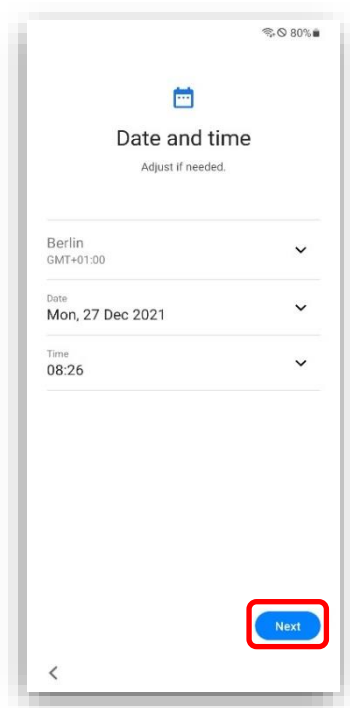 80%
Date and time
Adjust if needed.
Berlin
GMT+01:00
Date
Mon, 27 Dec 2021
Time
08:26
Next